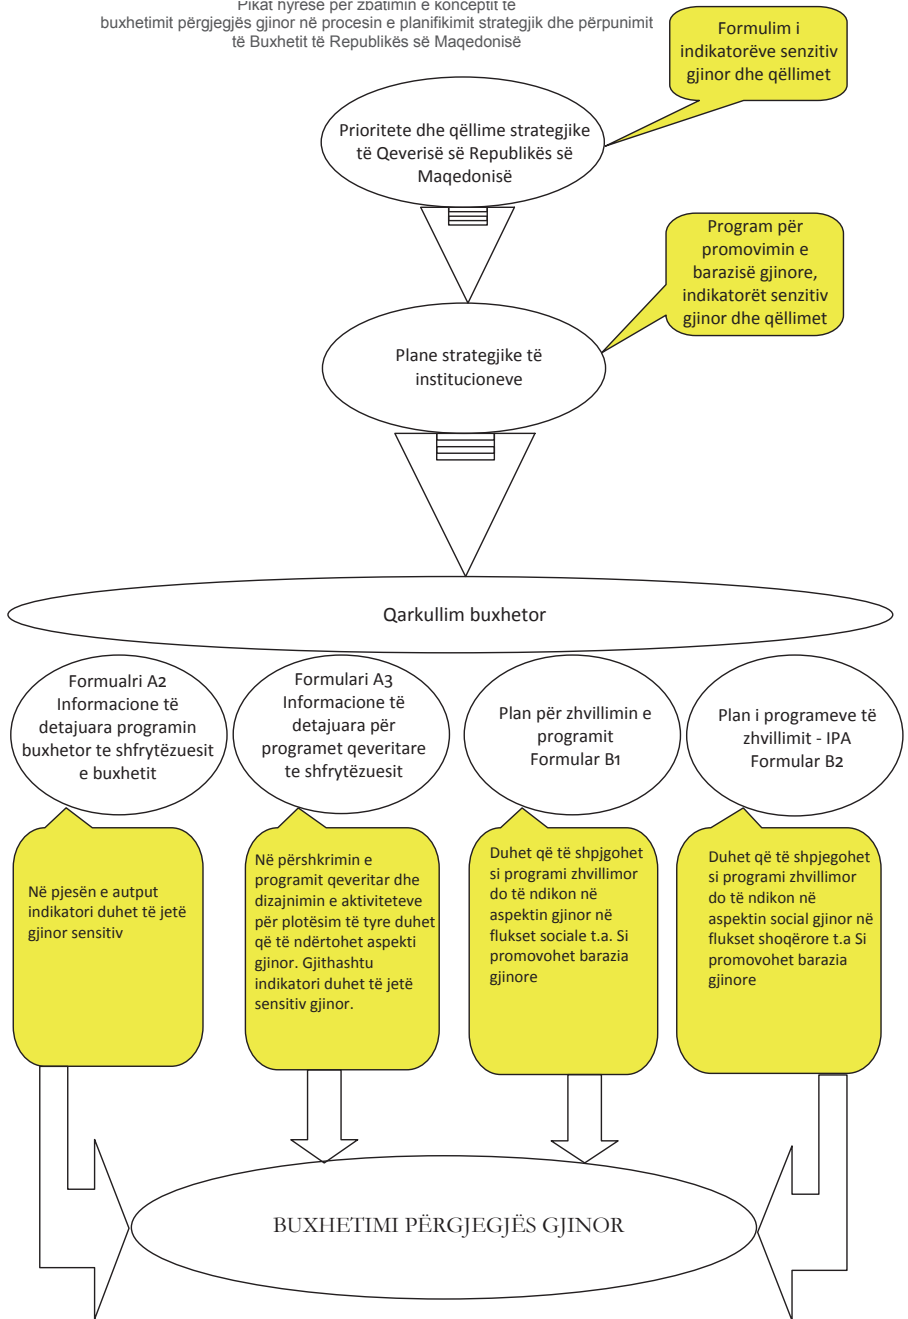 Pikat hyrëse për zbatimin e konceptit të
buxhetimit përgjegjës gjinor në procesin e planifikimit strategjik dhe përpunimit
të Buxhetit të Republikës së Maqedonisë
Formulim i
indikatorëve senzitiv
gjinor dhe qëllimet
Prioritete dhe qëllime strategjike
të Qeverisë së Republikës së
Maqedonisë
Program për
promovimin e
barazisë gjinore,
indikatorët senzitiv
gjinor dhe qëllimet
Plane strategjike të
institucioneve
Qarkullim buxhetor
Formualri A2
Informacione të
detajuara programin
buxhetor te shfrytëzuesit
e buxhetit
Formulari A3
Informacione të
detajuara për
programet qeveritare
te shfrytëzuesit
Plan për zhvillimin e
programit
Formular B1
Plan i programeve të
zhvillimit - IPA
Formular B2
Në pjesën e autput
indikatori duhet të jetë
gjinor sensitiv
Në përshkrimin e
programit qeveritar dhe
dizajnimin e aktiviteteve
për plotësim të tyre duhet
që të ndërtohet aspekti
gjinor. Gjithashtu
indikatori duhet të jetë
sensitiv gjinor.
Duhet që të shpjgohet
si programi zhvillimor
do të ndikon në
aspektin gjinor në
flukset sociale t.a. Si
promovohet barazia
gjinore
Duhet që të shpjegohet
si programi zhvillimor
do të ndikon në
aspektin social gjinor në
flukset shoqërore t.a Si
promovohet barazia
gjinore
BUXHETIMI PËRGJEGJËS GJINOR